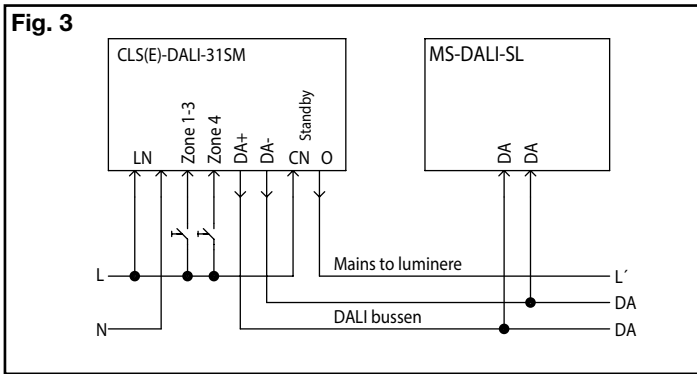 Fig. 3
CLS(E)-DALI-31SM
MS-DALI-SL
LN
Zone 1-3
Zone 4
DA+
DA-
CN
Standby
O
DA
DA
L
Mains to luminere
L´
DA
N
DALI bussen
DA